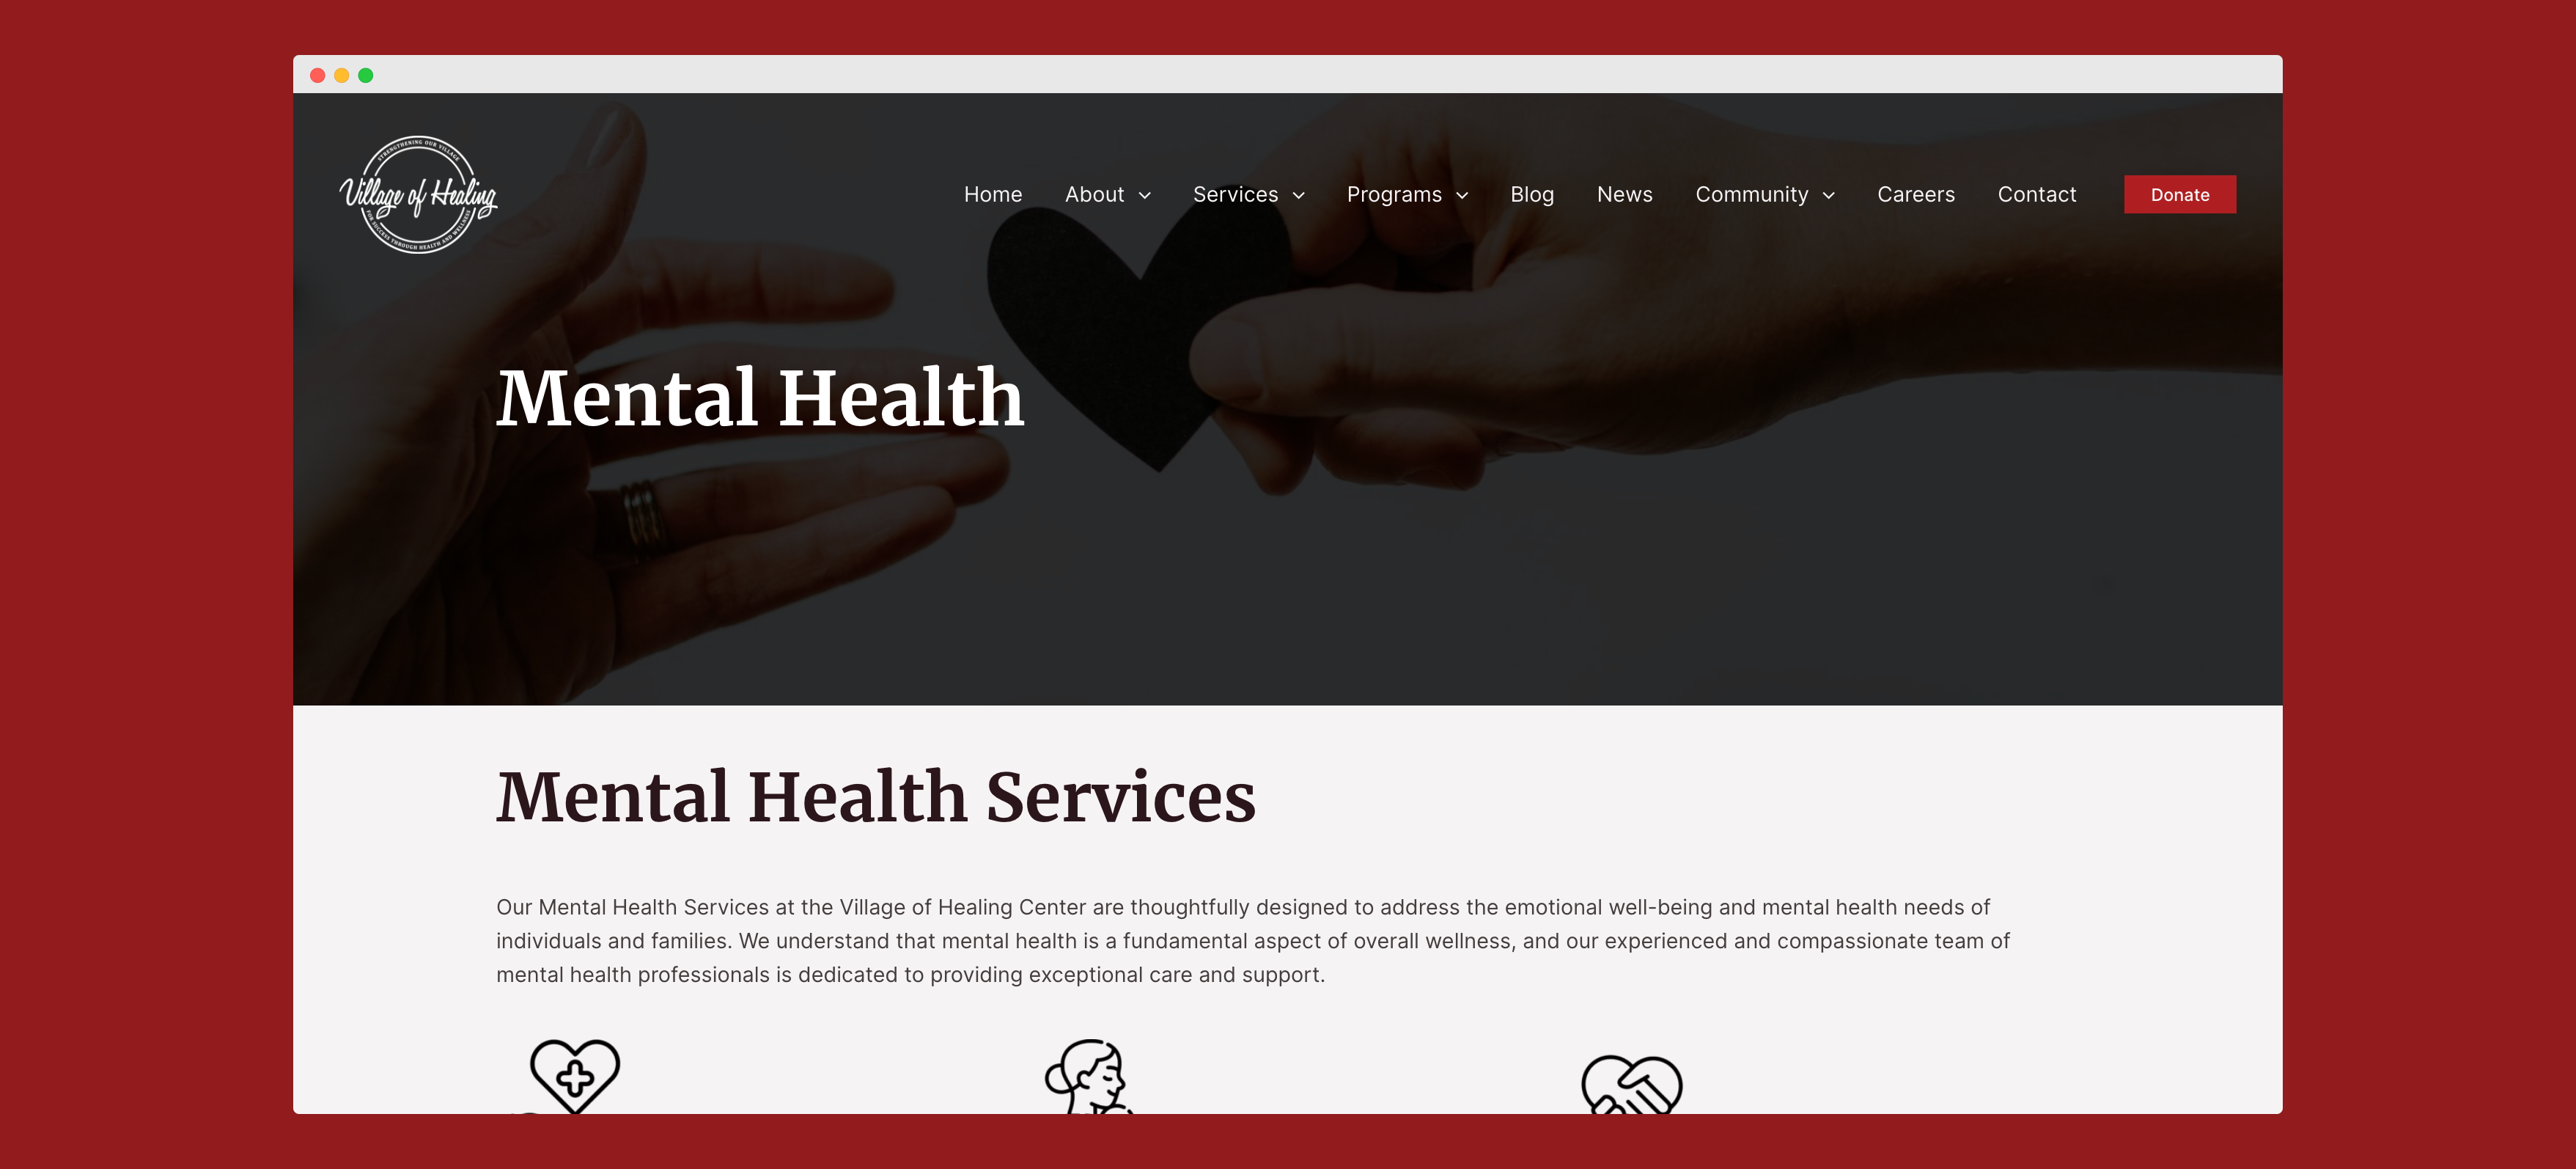 STRENGTHENING OUR VILLAGE
Village of Healing
FOR SUCCESS THROUGH HEALTH AND WELLNESS
Home About Services Programs Blog News Community Careers Contact Donate
Mental Health
Mental Health Services
Our Mental Health Services at the Village of Healing Center are thoughtfully designed to address the emotional well-being and mental health needs of
individuals and families. We understand that mental health is a fundamental aspect of overall wellness, and our experienced and compassionate team of
mental health professionals is dedicated to providing exceptional care and support.